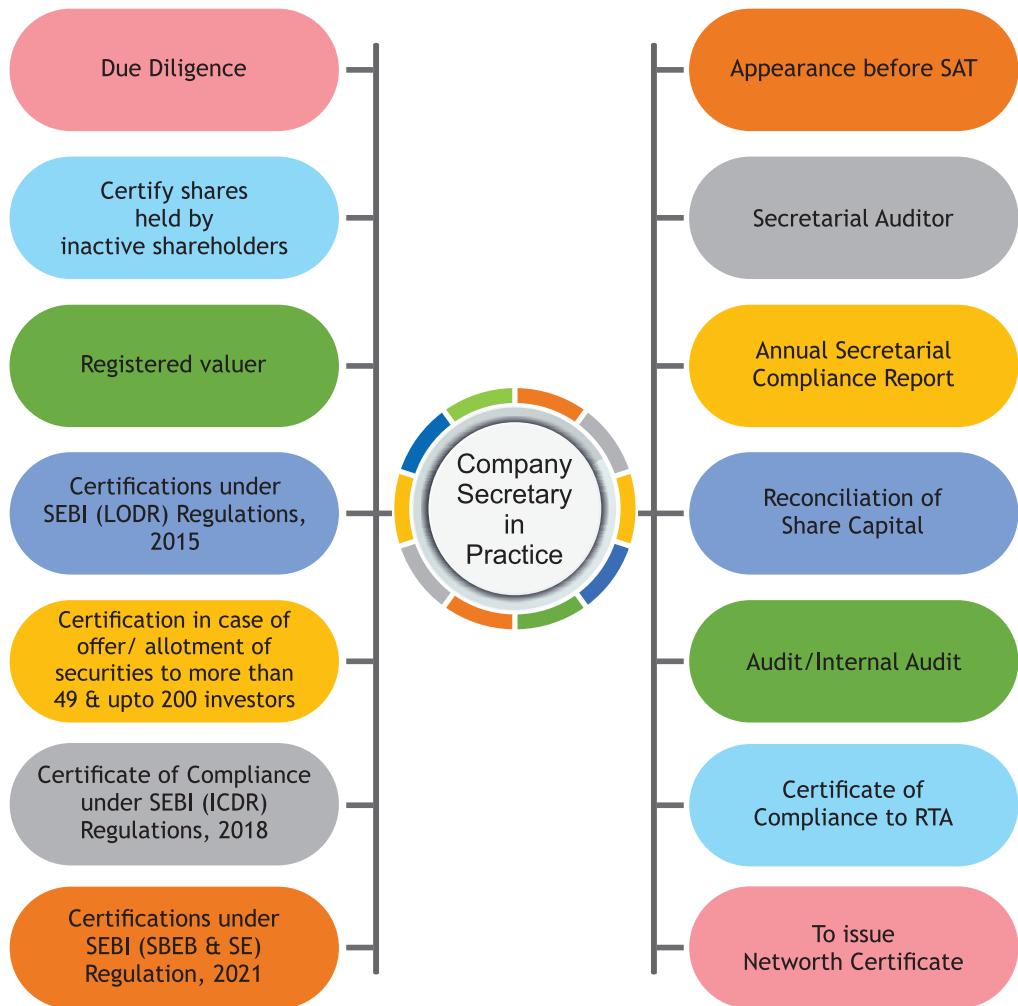 Due Diligence
Certify shares
held by
inactive shareholders
Registered valuer
Certifications under
SEBI (LODR) Regulations,
2015
Certification in case of
offer/ allotment of
securities to more than
49 & upto 200 investors
Certificate of Compliance
under SEBI (ICDR)
Regulations, 2018
Certifications under
SEBI (SBEB & SE)
Regulation, 2021
Company
Secretary
in
Practice
Appearance before SAT
Secretarial Auditor
Annual Secretarial
Compliance Report
Reconciliation of
Share Capital
Audit/Internal Audit
Certificate of
Compliance to RTA
To issue
Networth Certificate